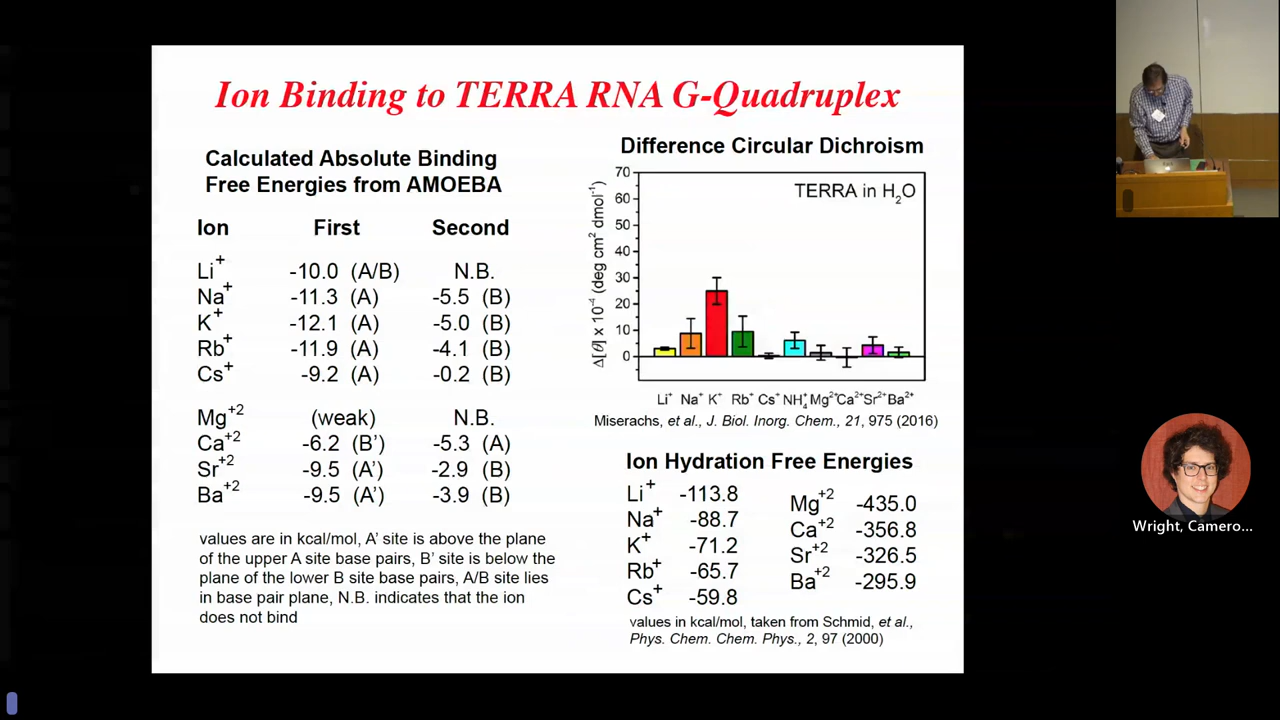 Ion Binding to TERRA RNA G-Quadruplex
Calculated Absolute Binding
Free Energies from AMOEBA
Ion First Second
Li+ -10.0 (A/B) N.B.
Na+ -11.3 (A) -5.5 (B)
K+ -12.1 (A) -5.0 (B)
Rb+ -11.9 (A) -4.1 (B)
Cs+ -9.2 (A) -0.2 (B)
Mg+2 (weak) N.B.
Ca+2 -6.2 (B') -5.3 (A)
Sr+2 -9.5 (A') -2.9 (B)
Ba+2 -9.5 (A') -3.9 (B)
values are in kcal/mol, A' site is above the plane
of the upper A site base pairs, B' site is below the
plane of the lower B site base pairs, A/B site lies
in base pair plane, N.B. indicates that the ion
does not bind
Difference Circular Dichroism
TERRA in H2O
Δ[θ] x 10-4 (deg cm2 dmol-1)
70
60
50
40
30
20
10
0
Li+ Na+ K+ Rb+ Cs+ NH4+ Mg2+ Ca2+ Sr2+ Ba2+
Miserachs, et al., J. Biol. Inorg. Chem., 21, 975 (2016)
Ion Hydration Free Energies
Li+ -113.8
Na+ -88.7
K+ -71.2
Rb+ -65.7
Cs+ -59.8
Mg+2 -435.0
Ca+2 -356.8
Sr+2 -326.5
Ba+2 -295.9
values in kcal/mol, taken from Schmid, et al.,
Phys. Chem. Chem. Phys., 2, 97 (2000)
Wright, Camero...